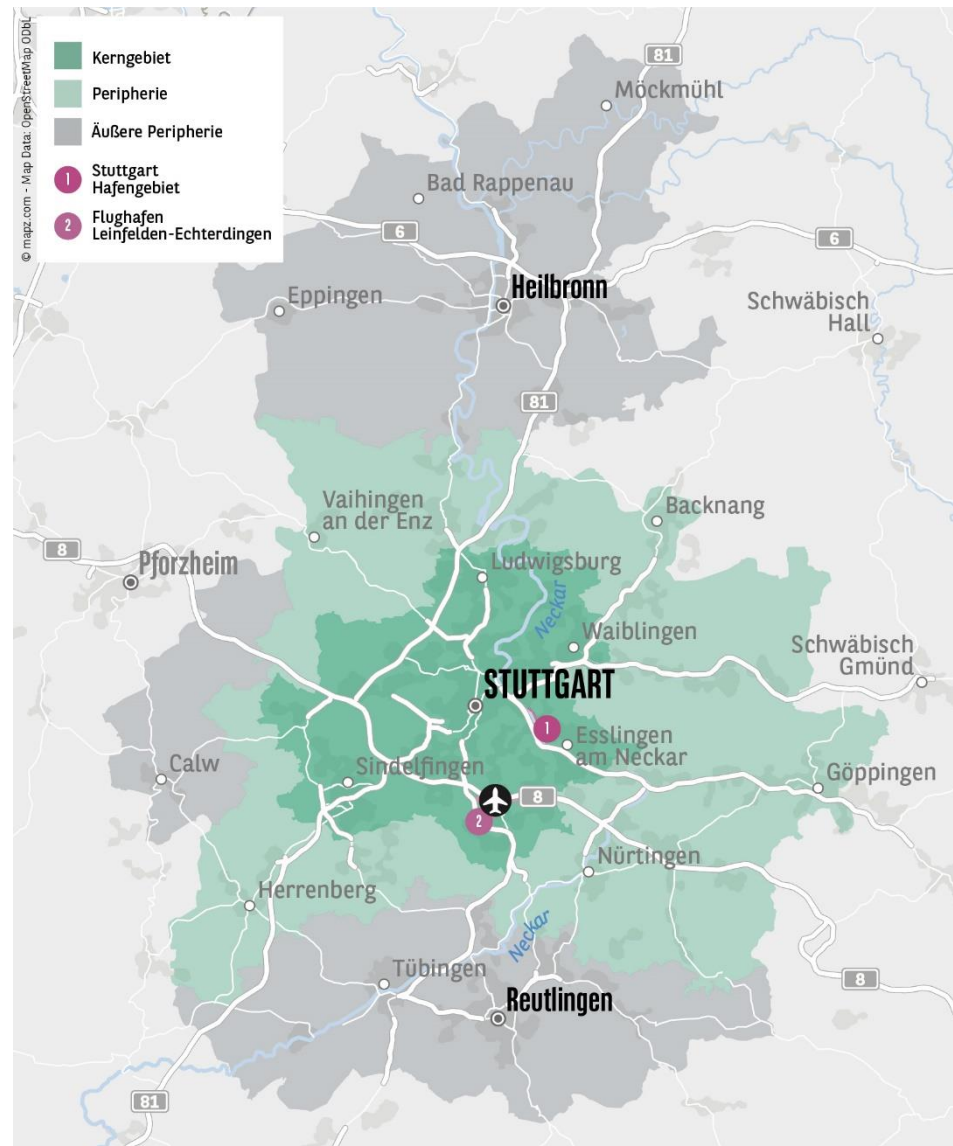 © mapz.com - Map Data: OpenStreetMap ODbL
Kerngebiet
Peripherie
Äußere Peripherie
1
Stuttgart
Hafengebiet
2
Flughafen
Leinfelden-Echterdingen
81
Möckmühl
Bad Rappenau
6
6
Heilbronn
Eppingen
Schwäbisch
Hall
81
Vaihingen
an der Enz
Backnang
8
Pforzheim
Ludwigsburg
Neckar
Waiblingen
Schwäbisch
Gmünd
STUTTGART
1
Esslingen
am Neckar
Calw
Sindelfingen
Göppingen
8
2
Nürtingen
Herrenberg
Neckar
Tübingen
8
Reutlingen
81